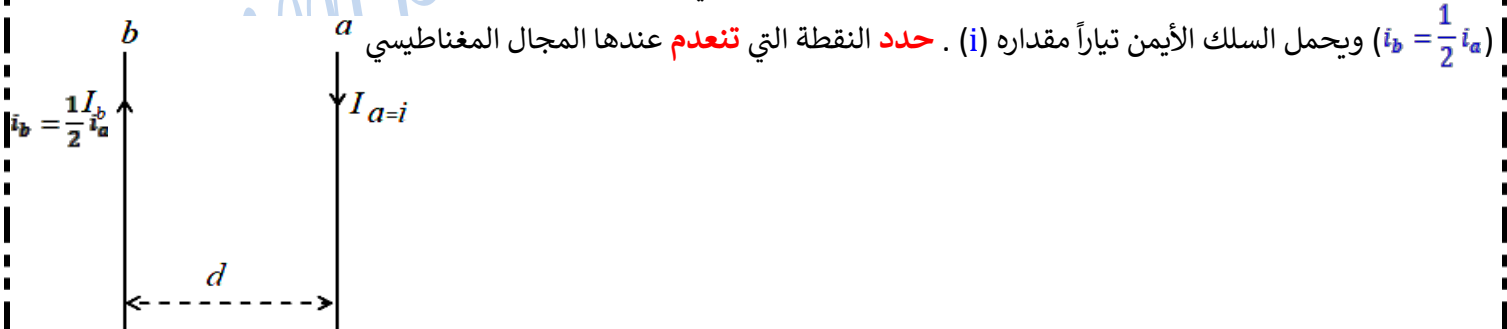 (i_b = 1/2 i_a) ويحمل السلك الأيمن تياراً مقداره (i) . حدد النقطة التي تنعدم عندها المجال المغناطيسي
b a
i_b = 1/2 i_a I_b I a=i
d